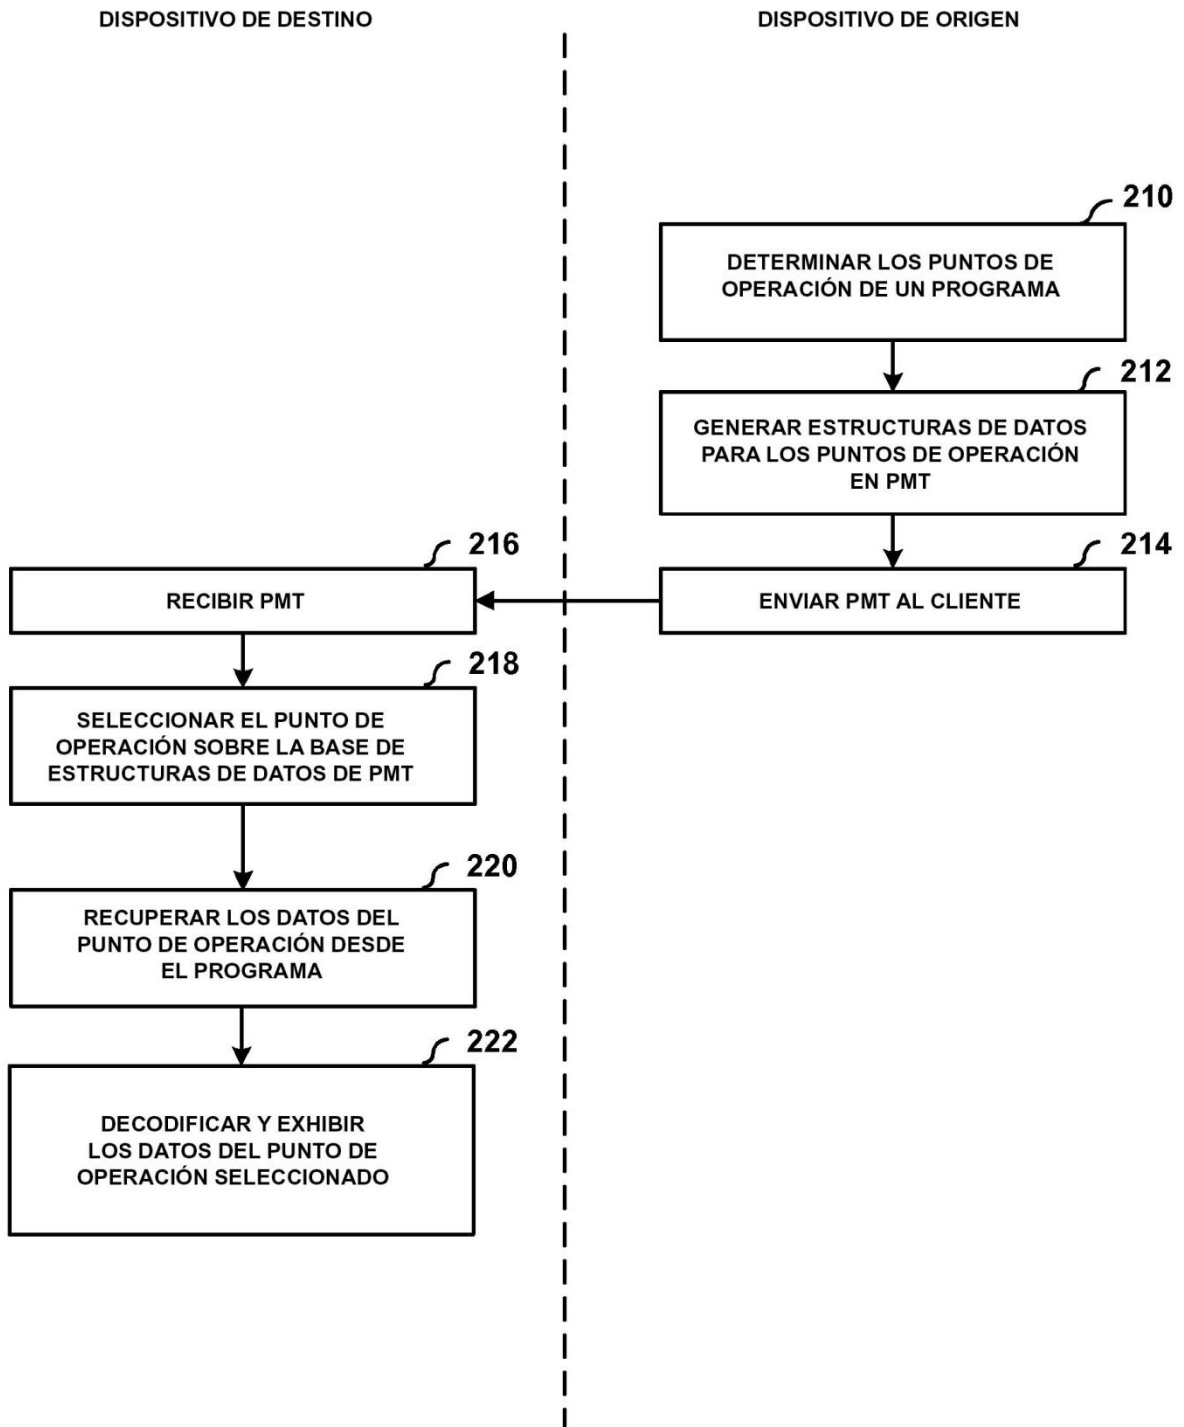 DISPOSITIVO DE DESTINO
DISPOSITIVO DE ORIGEN
210
DETERMINAR LOS PUNTOS DE
OPERACIÓN DE UN PROGRAMA
212
GENERAR ESTRUCTURAS DE DATOS
PARA LOS PUNTOS DE OPERACIÓN
EN PMT
214
ENVIAR PMT AL CLIENTE
216
RECIBIR PMT
218
SELECCIONAR EL PUNTO DE
OPERACIÓN SOBRE LA BASE DE
ESTRUCTURAS DE DATOS DE PMT
220
RECUPERAR LOS DATOS DEL
PUNTO DE OPERACIÓN DESDE
EL PROGRAMA
222
DECODIFICAR Y EXHIBIR
LOS DATOS DEL PUNTO DE
OPERACIÓN SELECCIONADO